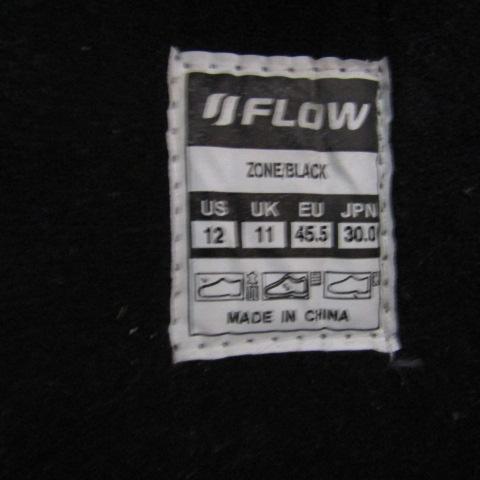 FLOW
ZONE/BLACK
US UK EU JPN
12 11 45.5 30.0
MADE IN CHINA